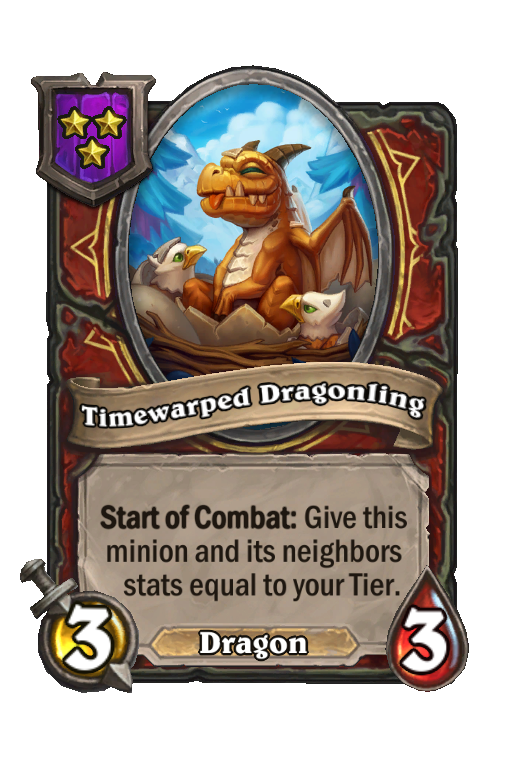 Timewarped Dragonling
Start of Combat: Give this
minion and its neighbors
stats equal to your Tier.
3
Dragon
3